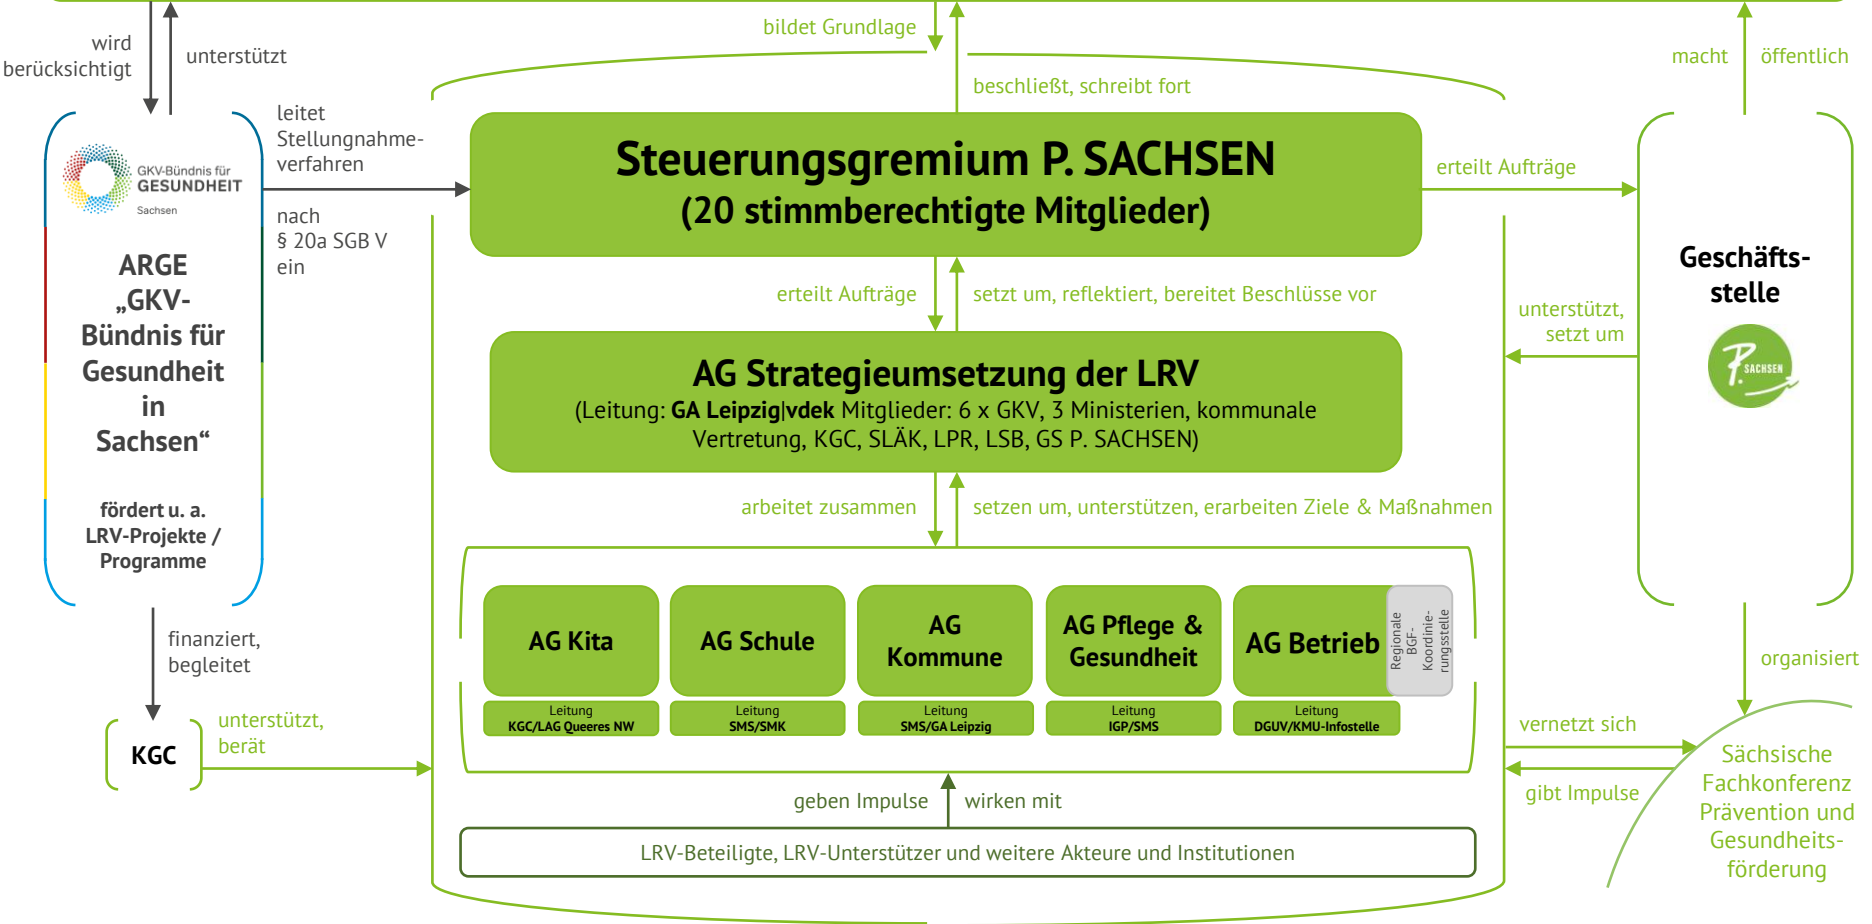 wird
berücksichtigt
unterstützt
bildet Grundlage
beschließt, schreibt fort
macht
öffentlich
leitet
Stellungnahme-
verfahren
nach
§ 20a SGB V
ein
GKV-Bündnis für
GESUNDHEIT
Sachsen
ARGE
„GKV-
Bündnis für
Gesundheit
in
Sachsen“
fördert u. a.
LRV-Projekte /
Programme
finanziert,
begleitet
KGC
unterstützt,
berät
Steuerungsgremium P. SACHSEN
(20 stimmberechtigte Mitglieder)
erteilt Aufträge
erteilt Aufträge
setzt um, reflektiert, bereitet Beschlüsse vor
AG Strategieumsetzung der LRV
(Leitung: GA Leipzig|vdek Mitglieder: 6 x GKV, 3 Ministerien, kommunale
Vertretung, KGC, SLÄK, LPR, LSB, GS P. SACHSEN)
arbeitet zusammen
setzen um, unterstützen, erarbeiten Ziele & Maßnahmen
AG Kita
Leitung
KGC/LAG Queeres NW
AG Schule
Leitung
SMS/SMK
AG
Kommune
Leitung
SMS/GA Leipzig
AG Pflege &
Gesundheit
Leitung
IGP/SMS
AG Betrieb
Leitung
DGUV/KMU-Infostelle
Regionale
BGF-
Koordinie-
rungsstelle
geben Impulse
wirken mit
LRV-Beteiligte, LRV-Unterstützer und weitere Akteure und Institutionen
Geschäfts-
stelle
P. SACHSEN
unterstützt,
setzt um
organisiert
vernetzt sich
gibt Impulse
Sächsische
Fachkonferenz
Prävention und
Gesundheits-
förderung